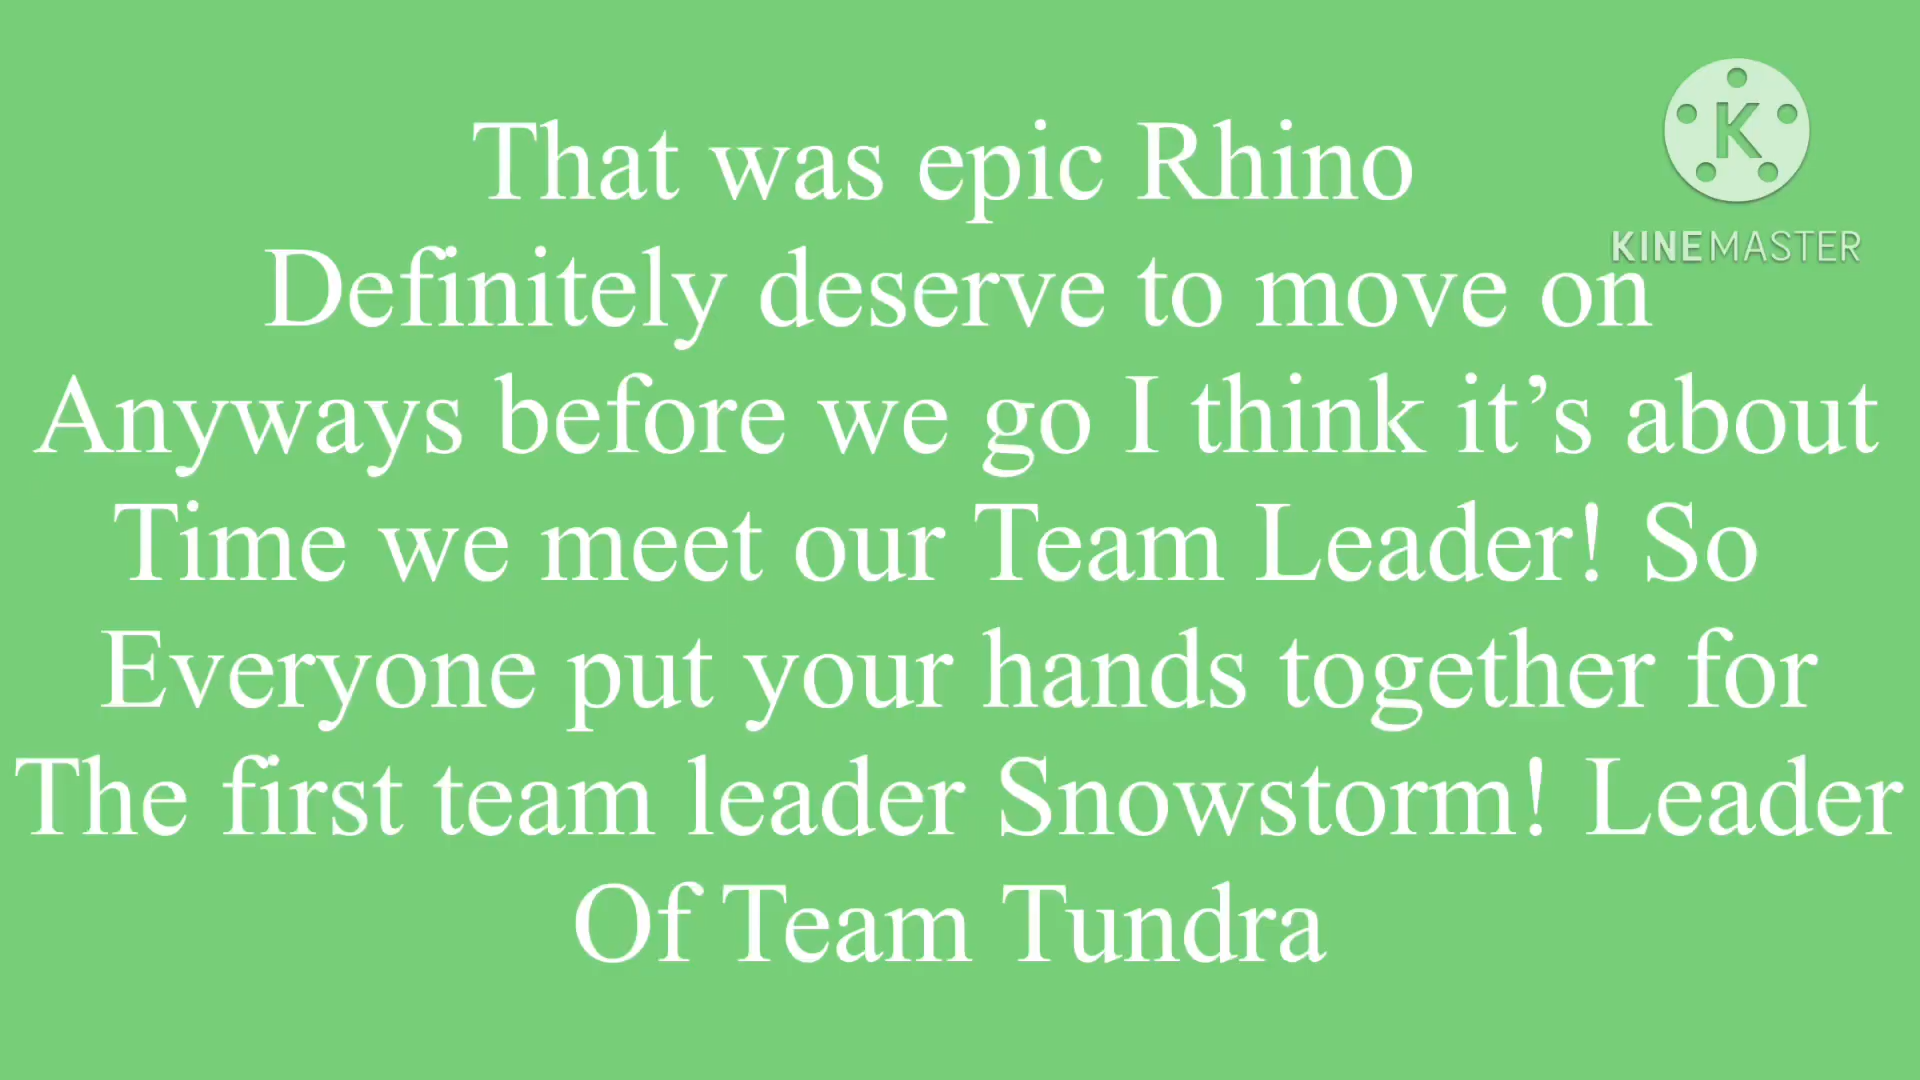 That was epic Rhino
Definitely deserve to move on
Anyways before we go I think it’s about
Time we meet our Team Leader! So
Everyone put your hands together for
The first team leader Snowstorm! Leader
Of Team Tundra
K
KINEMASTER